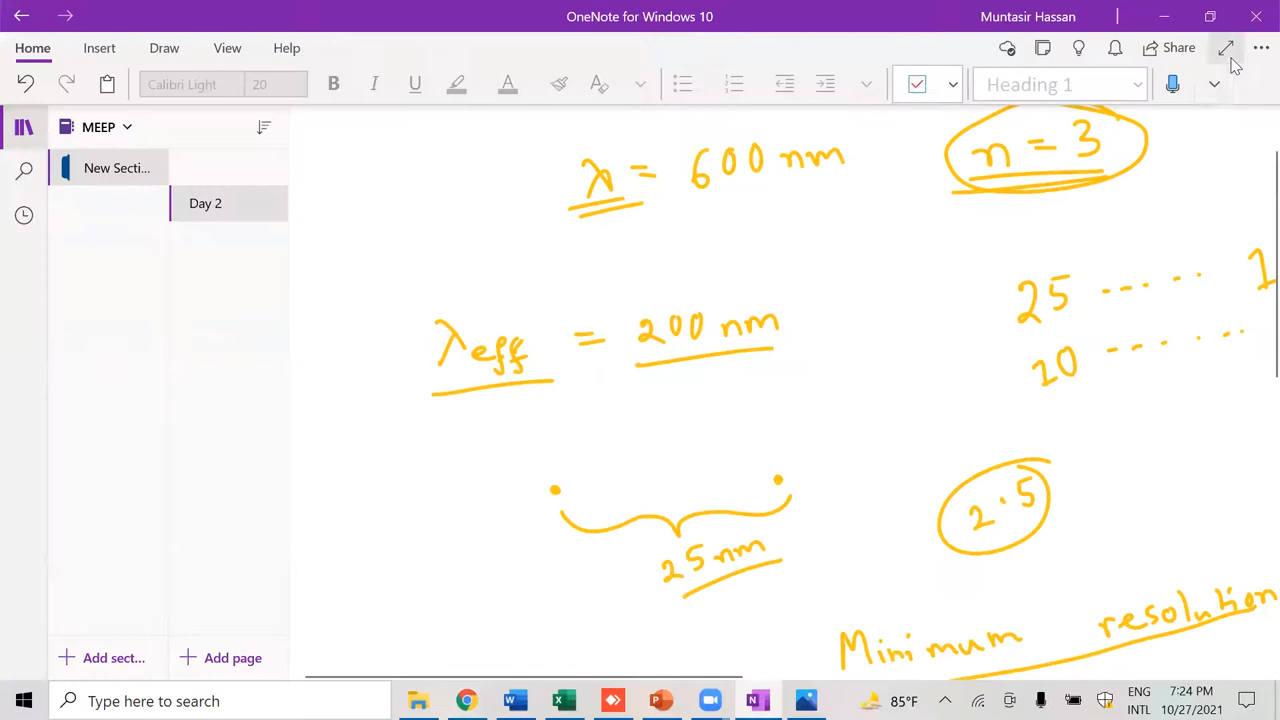 OneNote for Windows 10
Muntasir Hassan
Home Insert Draw View Help
Share
Calibri Light 20 B I U A Heading 1
MEEP
New Secti...
Day 2
λ = 600 nm
n = 3
λeff = 200 nm
25 ...... 1
10 ......
25 nm
2.5
Minimum resolution
+ Add sect...
+ Add page
Type here to search
85°F
ENG
INTL
7:24 PM
10/27/2021